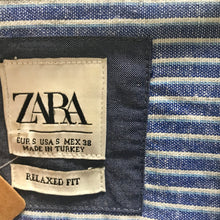 ZARA
EUR S USA S MEX 38
MADE IN TURKEY
RELAXED FIT